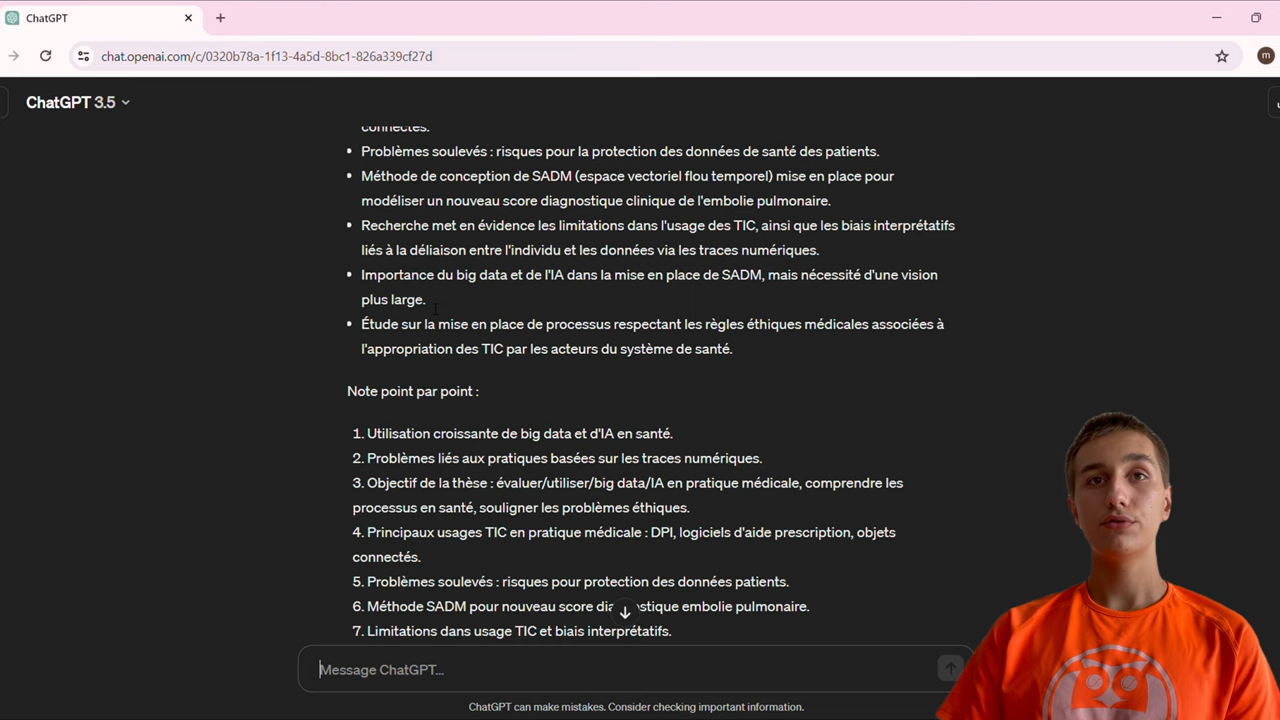 ChatGPT
chat.openai.com/c/0320b78a-1f13-4a5d-8bc1-826a339cf27d
m
ChatGPT 3.5
connectés.
• Problèmes soulevés : risques pour la protection des données de santé des patients.
• Méthode de conception de SADM (espace vectoriel flou temporel) mise en place pour
modéliser un nouveau score diagnostique clinique de l'embolie pulmonaire.
• Recherche met en évidence les limitations dans l'usage des TIC, ainsi que les biais interprétatifs
liés à la déliaison entre l'individu et les données via les traces numériques.
• Importance du big data et de l'IA dans la mise en place de SADM, mais nécessité d'une vision
plus large.
• Étude sur la mise en place de processus respectant les règles éthiques médicales associées à
l'appropriation des TIC par les acteurs du système de santé.
Note point par point :
1. Utilisation croissante de big data et d'IA en santé.
2. Problèmes liés aux pratiques basées sur les traces numériques.
3. Objectif de la thèse : évaluer/utiliser/big data/IA en pratique médicale, comprendre les
processus en santé, souligner les problèmes éthiques.
4. Principaux usages TIC en pratique médicale : DPI, logiciels d'aide prescription, objets
connectés.
5. Problèmes soulevés : risques pour protection des données patients.
6. Méthode SADM pour nouveau score embolie pulmonaire.
7. Limitations dans usage TIC et biais interprétatifs.
Message ChatGPT...
ChatGPT can make mistakes. Consider checking important information.